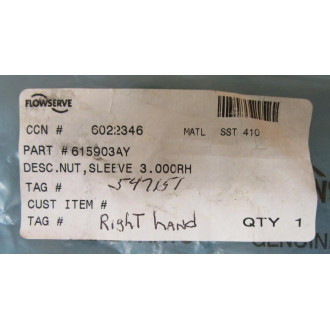 FLOWSERVE
CCN # 6022346 MATL SST 410
PART # 615903AY
DESC. NUT, SLEEVE 3.000RH
TAG # 547151
CUST ITEM #
TAG # Right hand QTY 1